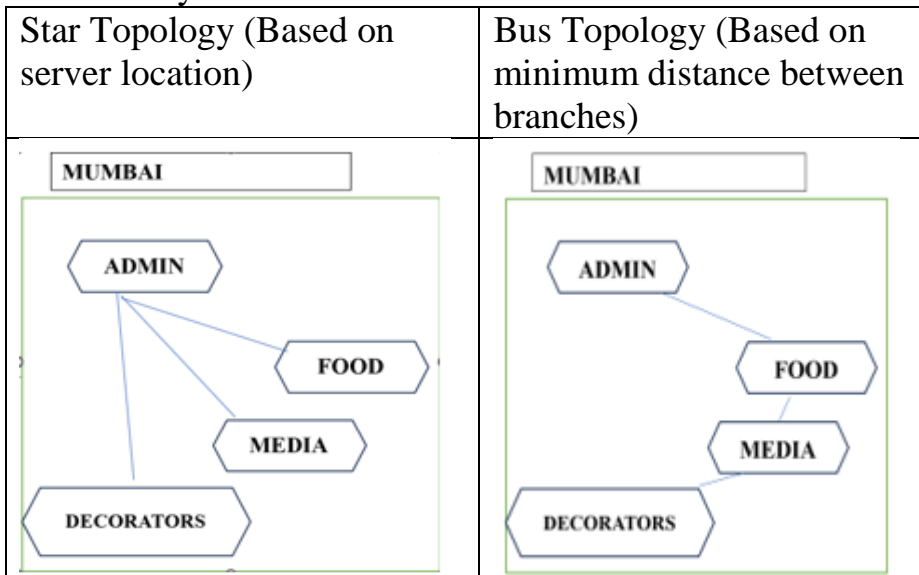 Star Topology (Based on
server location)
Bus Topology (Based on
minimum distance between
branches)
MUMBAI
ADMIN
FOOD
MEDIA
DECORATORS
MUMBAI
ADMIN
FOOD
MEDIA
DECORATORS